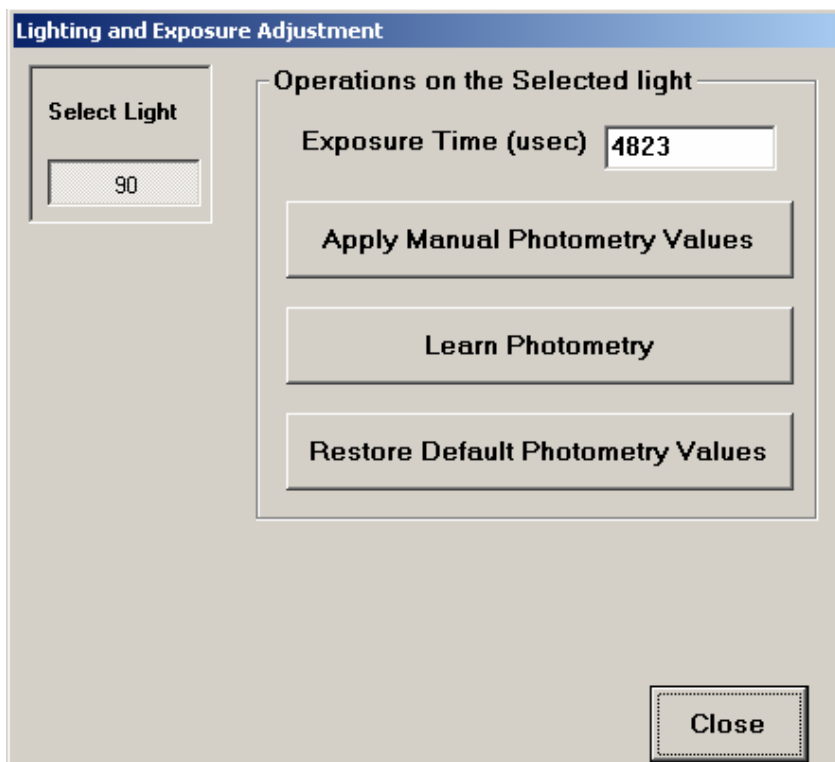 Lighting and Exposure Adjustment
Select Light
90
Operations on the Selected light
Exposure Time (usec) 4823
Apply Manual Photometry Values
Learn Photometry
Restore Default Photometry Values
Close